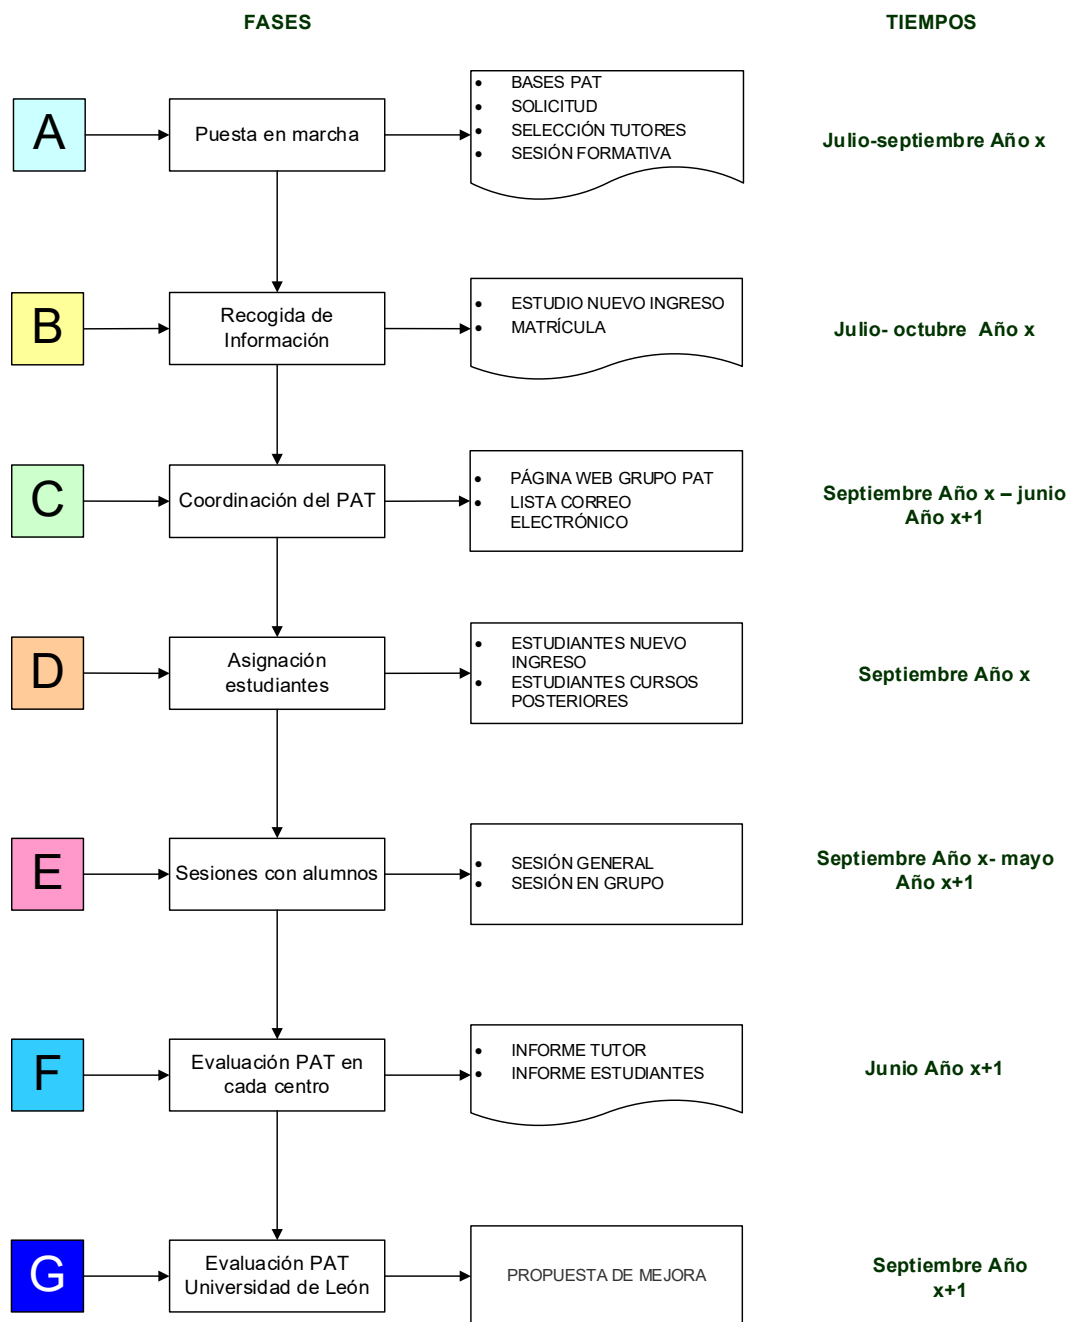 FASES
TIEMPOS
A
Puesta en marcha
• BASES PAT
• SOLICITUD
• SELECCIÓN TUTORES
• SESIÓN FORMATIVA
Julio-septiembre Año x
B
Recogida de
Información
• ESTUDIO NUEVO INGRESO
• MATRÍCULA
Julio- octubre Año x
C
Coordinación del PAT
• PÁGINA WEB GRUPO PAT
• LISTA CORREO
ELECTRÓNICO
Septiembre Año x – junio
Año x+1
D
Asignación
estudiantes
• ESTUDIANTES NUEVO
INGRESO
• ESTUDIANTES CURSOS
POSTERIORES
Septiembre Año x
E
Sesiones con alumnos
• SESIÓN GENERAL
• SESIÓN EN GRUPO
Septiembre Año x- mayo
Año x+1
F
Evaluación PAT en
cada centro
• INFORME TUTOR
• INFORME ESTUDIANTES
Junio Año x+1
G
Evaluación PAT
Universidad de León
PROPUESTA DE MEJORA
Septiembre Año
x+1